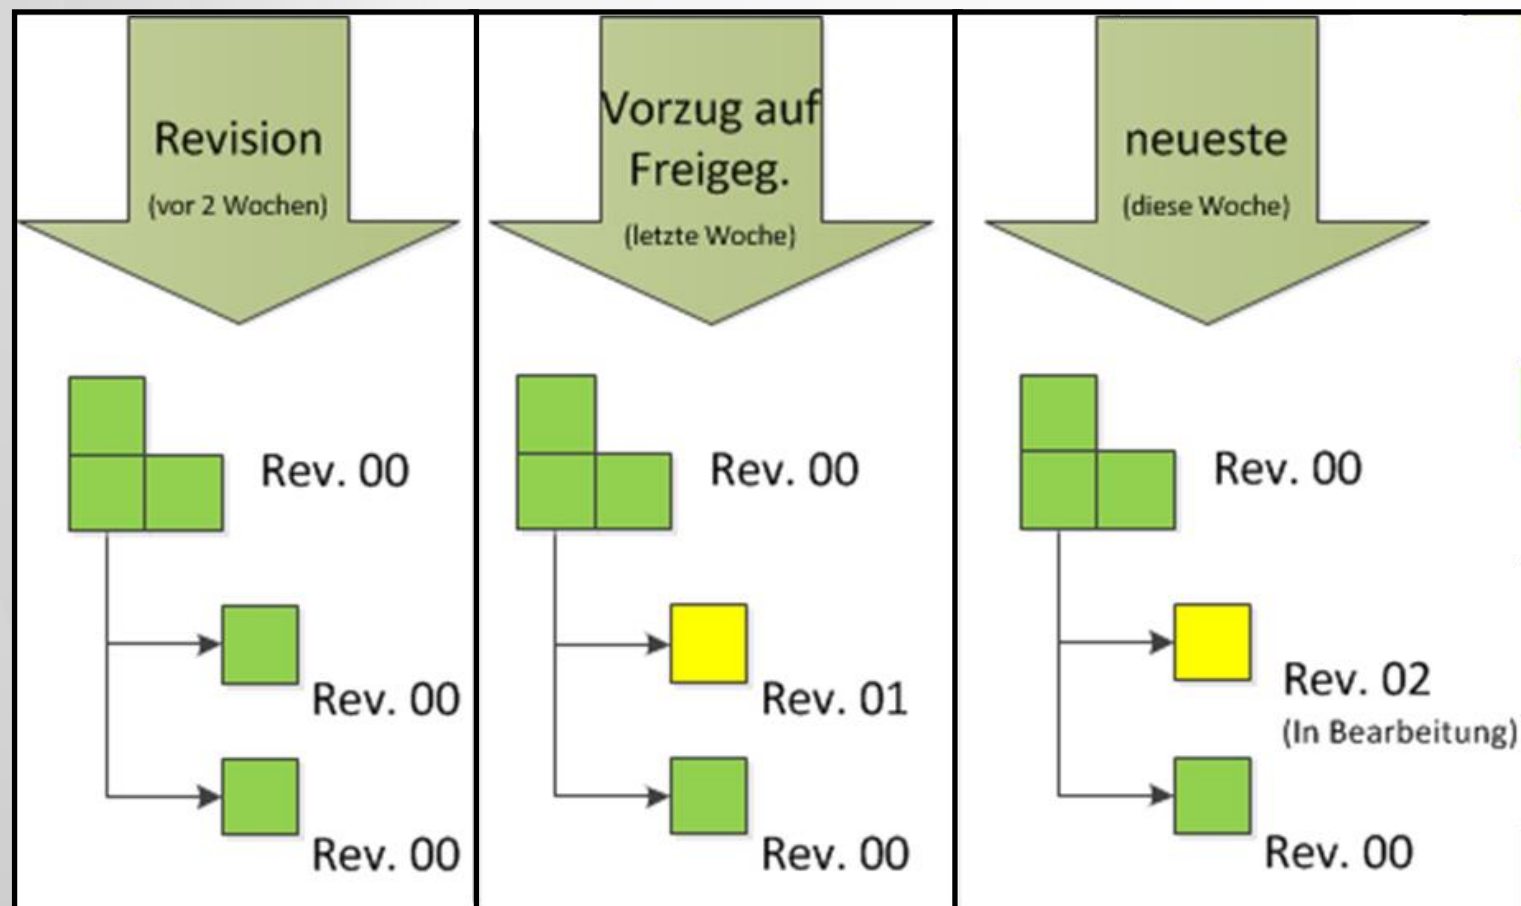 Revision
(vor 2 Wochen)
Rev. 00
Rev. 00
Rev. 00
Vorzug auf
Freigeg.
(letzte Woche)
Rev. 00
Rev. 01
Rev. 00
neueste
(diese Woche)
Rev. 00
Rev. 02
(In Bearbeitung)
Rev. 00